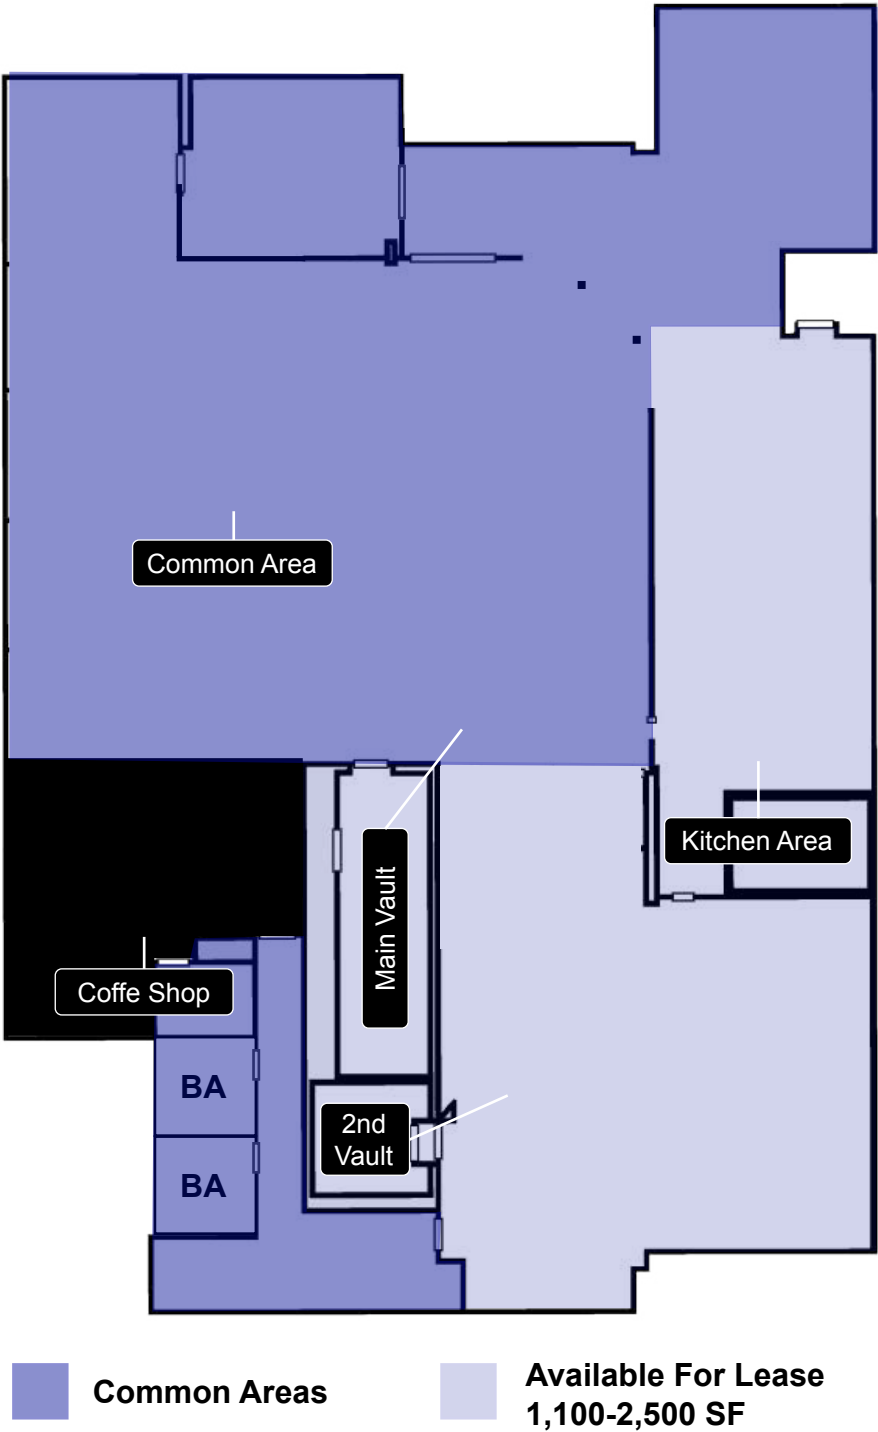 Common Area
Kitchen Area
Main Vault
Coffe Shop
BA
2nd
Vault
BA
Common Areas
Available For Lease
1,100-2,500 SF